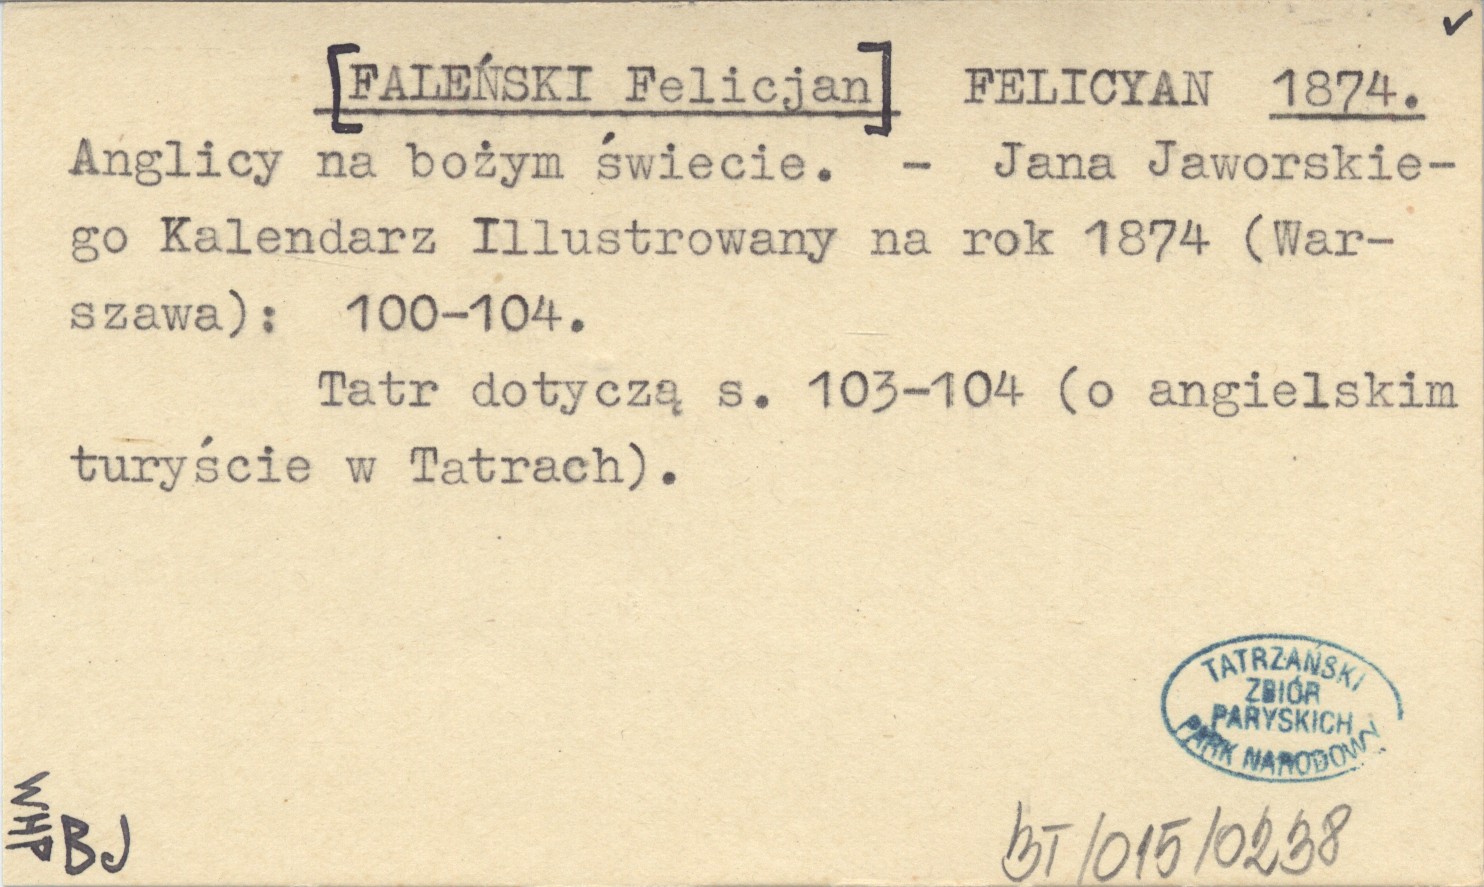 [FALEŃSKI Felicjan] FELICYAN 1874.
Anglicy na bożym świecie. - Jana Jaworskie-
go Kalendarz Illustrowany na rok 1874 (War-
szawa): 100-104.
Tatr dotyczą s. 103-104 (o angielskim
turyście w Tatrach).
TATRZAŃSKI
ZBIÓR
PARYSKICH
PARK NARODOWY
WHP
BJ
BT/015/0238